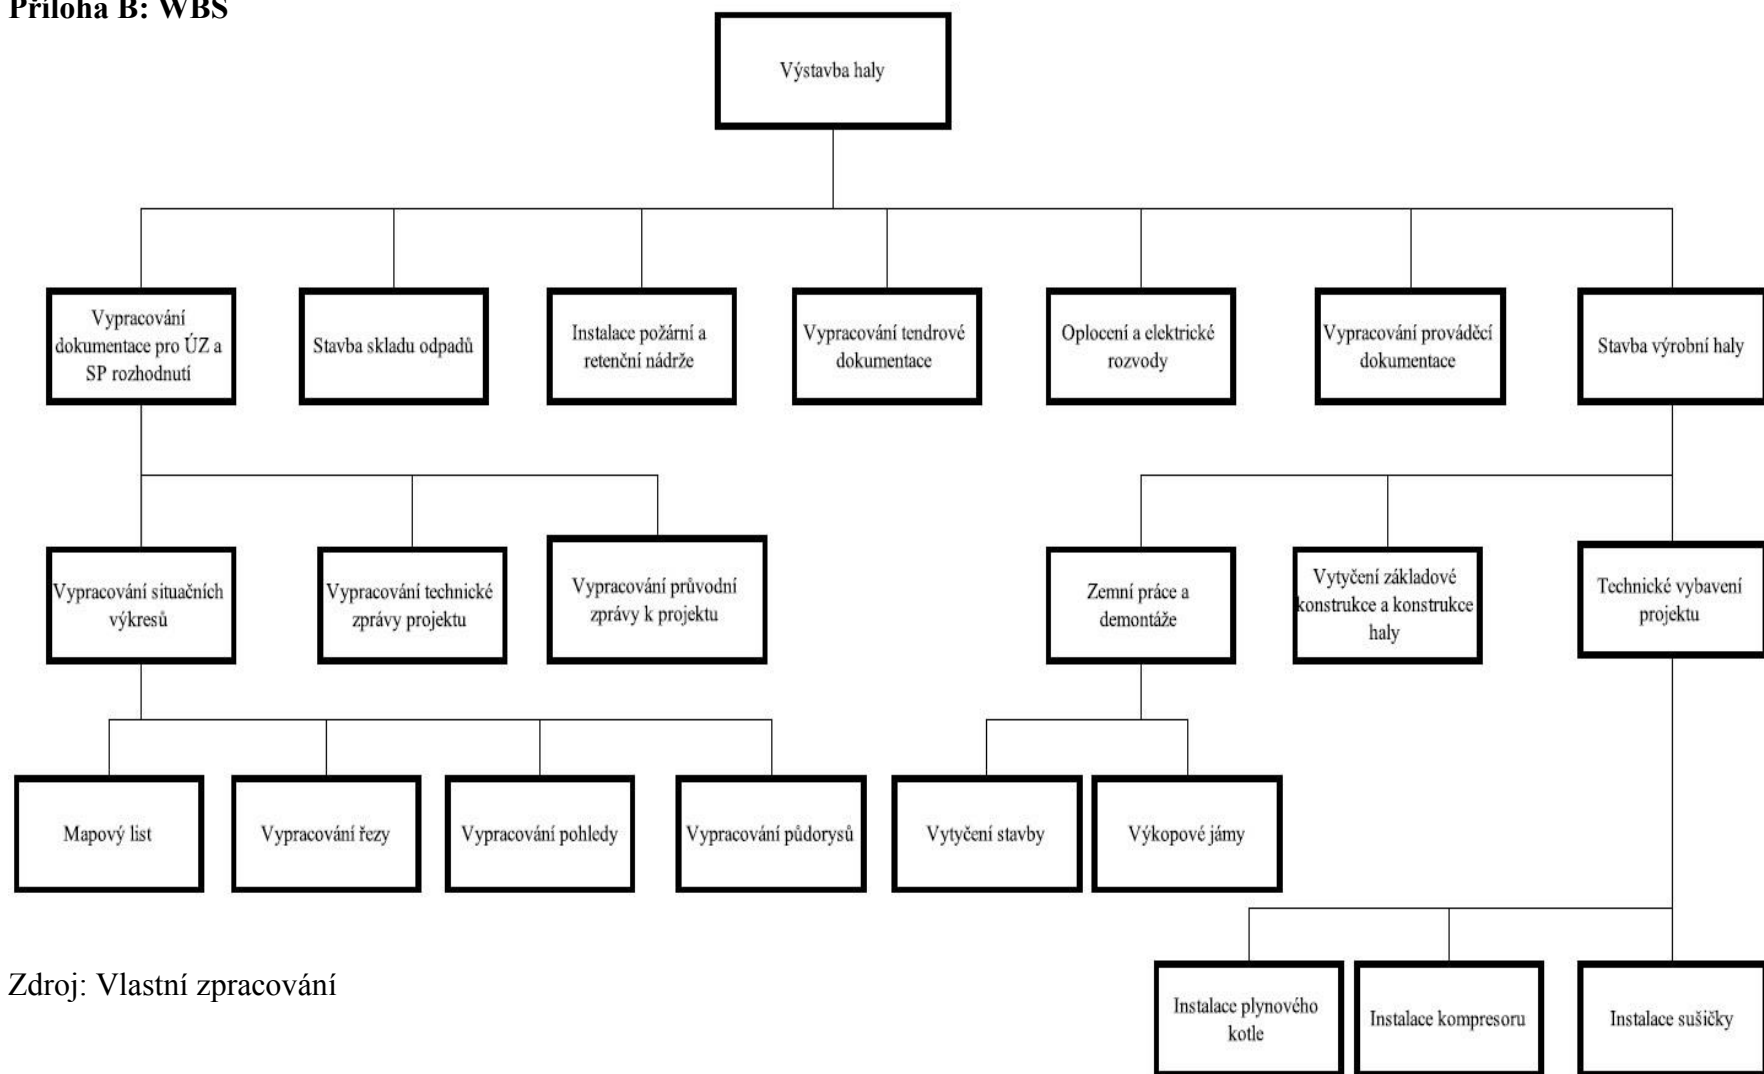 Příloha B: WBS
Výstavba haly
Vypracování
dokumentace pro ÚZ a
SP rozhodnutí
Stavba skladu odpadů
Instalace požární a
retenční nádrže
Vypracování tendrové
dokumentace
Oplocení a elektrické
rozvody
Vypracování prováděcí
dokumentace
Stavba výrobní haly
Vypracování situačních
výkresů
Vypracování technické
zprávy projektu
Vypracování průvodní
zprávy k projektu
Zemní práce a
demontáže
Vytyčení základové
konstrukce a konstrukce
haly
Technické vybavení
projektu
Mapový list
Vypracování řezy
Vypracování pohledy
Vypracování půdorysů
Vytyčení stavby
Výkopové jámy
Instalace plynového
kotle
Instalace kompresoru
Instalace sušičky
Zdroj: Vlastní zpracování